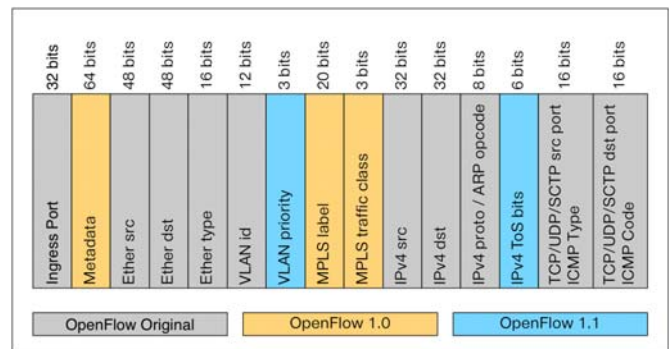 32 bits
64 bits
48 bits
48 bits
16 bits
12 bits
3 bits
20 bits
3 bits
32 bits
32 bits
8 bits
6 bits
16 bits
16 bits
Ingress Port
Metadata
Ether src
Ether dst
Ether type
VLAN id
VLAN priority
MPLS label
MPLS traffic class
IPv4 src
IPv4 dst
IPv4 proto / ARP opcode
IPv4 ToS bits
TCP/UDP/SCTP src port
ICMP Type
TCP/UDP/SCTP dst port
ICMP Code
OpenFlow Original
OpenFlow 1.0
OpenFlow 1.1